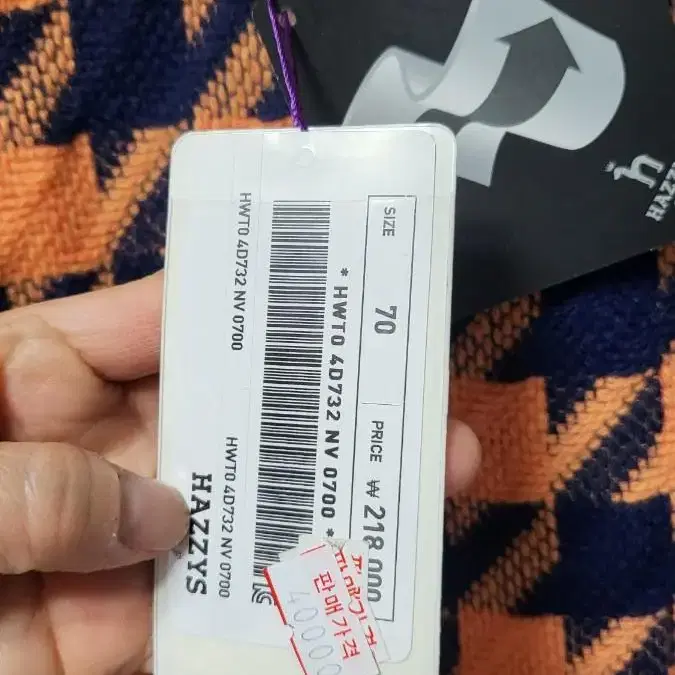 SIZE 70 PRICE ₩ 218,000
* HWT0 4D732 NV 0700 *
HWT0 4D732 NV 0700
HWT0 4D732 NV 0700
HAZZYS
판매가격
40000
h